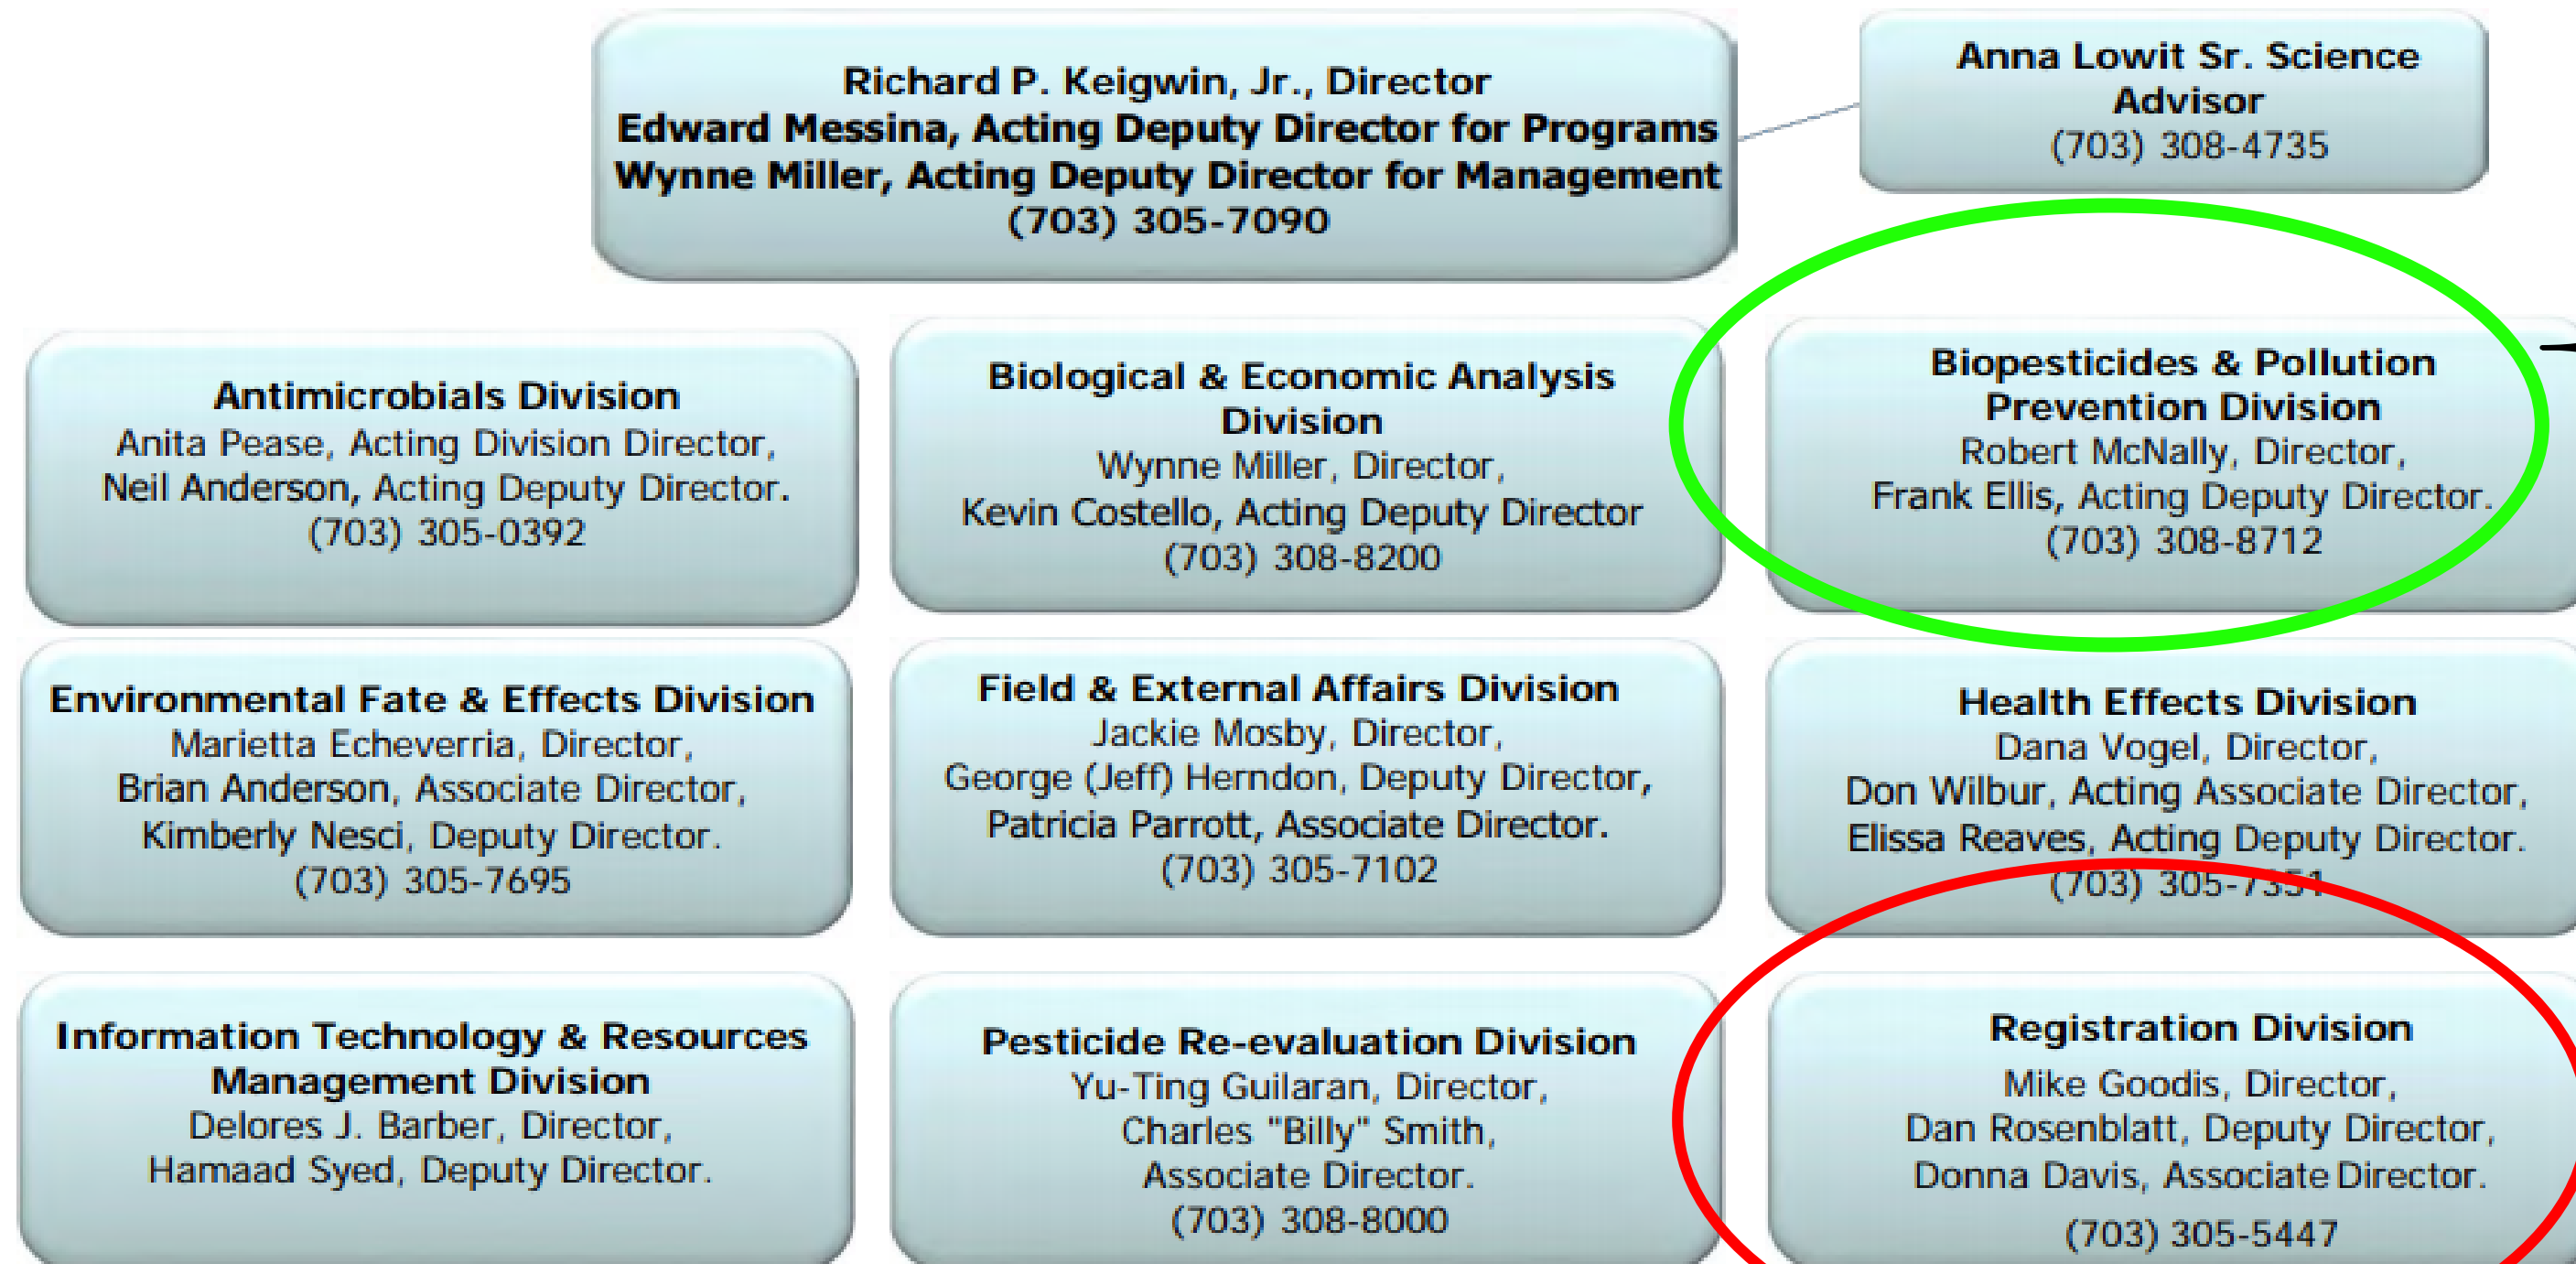 Richard P. Keigwin, Jr., Director
Edward Messina, Acting Deputy Director for Programs
Wynne Miller, Acting Deputy Director for Management
(703) 305-7090
Anna Lowit Sr. Science
Advisor
(703) 308-4735
Antimicrobials Division
Anita Pease, Acting Division Director,
Neil Anderson, Acting Deputy Director.
(703) 305-0392
Biological & Economic Analysis
Division
Wynne Miller, Director,
Kevin Costello, Acting Deputy Director
(703) 308-8200
Biopesticides & Pollution
Prevention Division
Robert McNally, Director,
Frank Ellis, Acting Deputy Director.
(703) 308-8712
Environmental Fate & Effects Division
Marietta Echeverria, Director,
Brian Anderson, Associate Director,
Kimberly Nesci, Deputy Director.
(703) 305-7695
Field & External Affairs Division
Jackie Mosby, Director,
George (Jeff) Herndon, Deputy Director,
Patricia Parrott, Associate Director.
(703) 305-7102
Health Effects Division
Dana Vogel, Director,
Don Wilbur, Acting Associate Director,
Elissa Reaves, Acting Deputy Director.
(703) 305-7351
Information Technology & Resources
Management Division
Delores J. Barber, Director,
Hamaad Syed, Deputy Director.
Pesticide Re-evaluation Division
Yu-Ting Guilaran, Director,
Charles "Billy" Smith,
Associate Director.
(703) 308-8000
Registration Division
Mike Goodis, Director,
Dan Rosenblatt, Deputy Director,
Donna Davis, Associate Director.
(703) 305-5447